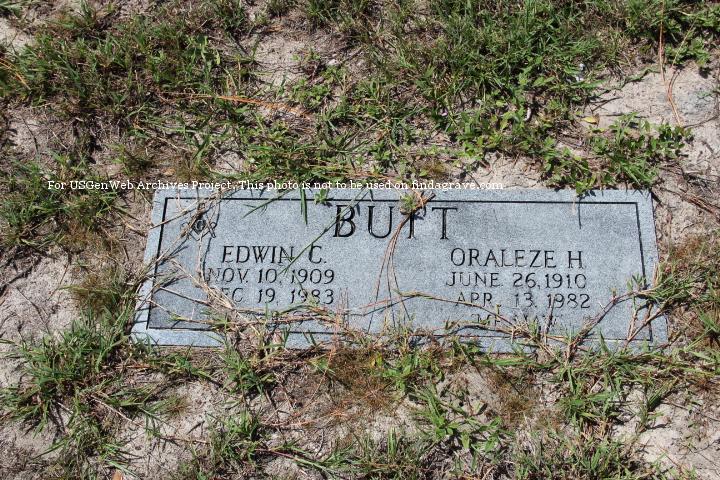 For USGenWeb Archives Project. This photo is not to be used on findagrave.com
BUTT
EDWIN C.
NOV. 10, 1909
DEC 19, 1983
ORALEZE H
JUNE 26, 1910
APR. 13, 1982